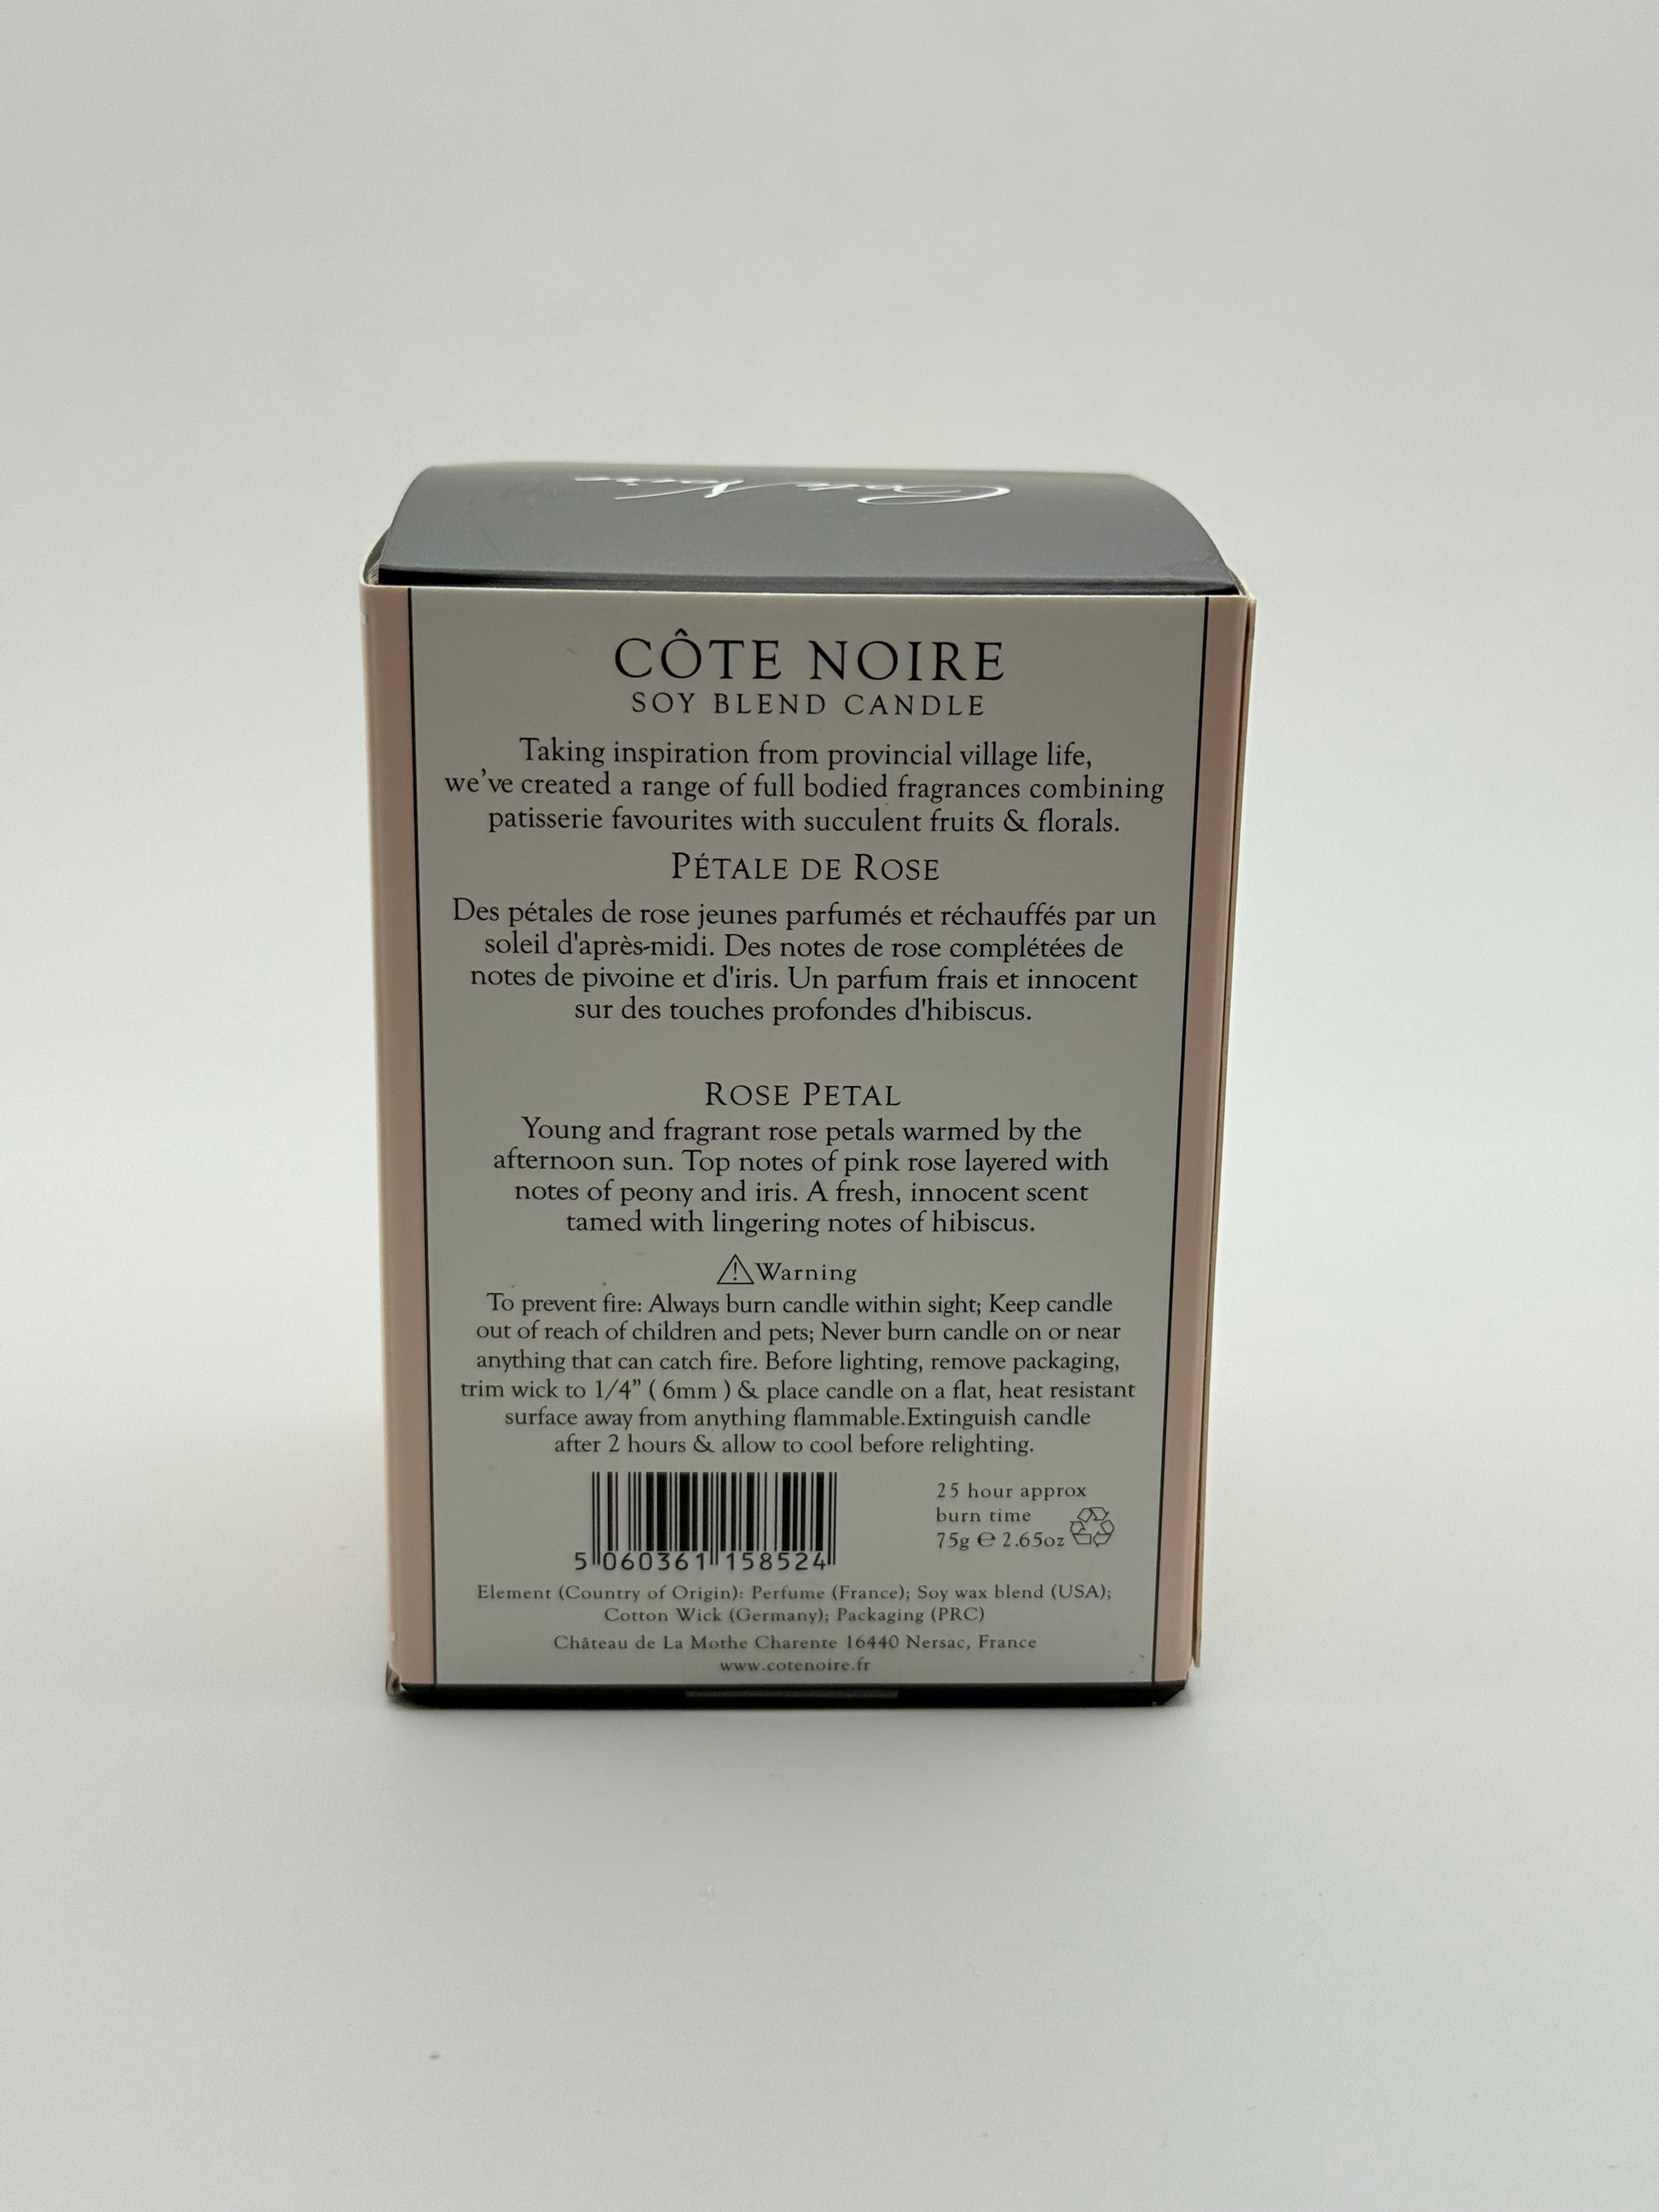 Côte Noire
CÔTE NOIRE
SOY BLEND CANDLE
Taking inspiration from provincial village life,
we’ve created a range of full bodied fragrances combining
patisserie favourites with succulent fruits & florals.
PÉTALE DE ROSE
Des pétales de rose jeunes parfumés et réchauffés par un
soleil d'après-midi. Des notes de rose complétées de
notes de pivoine et d'iris. Un parfum frais et innocent
sur des touches profondes d'hibiscus.
ROSE PETAL
Young and fragrant rose petals warmed by the
afternoon sun. Top notes of pink rose layered with
notes of peony and iris. A fresh, innocent scent
tamed with lingering notes of hibiscus.
⚠Warning
To prevent fire: Always burn candle within sight; Keep candle
out of reach of children and pets; Never burn candle on or near
anything that can catch fire. Before lighting, remove packaging,
trim wick to 1/4” ( 6mm ) & place candle on a flat, heat resistant
surface away from anything flammable.Extinguish candle
after 2 hours & allow to cool before relighting.
25 hour approx
burn time
75g ℮ 2.65oz
5 060361 158524
Element (Country of Origin): Perfume (France); Soy wax blend (USA);
Cotton Wick (Germany); Packaging (PRC)
Château de La Mothe Charente 16440 Nersac, France
www.cotenoire.fr